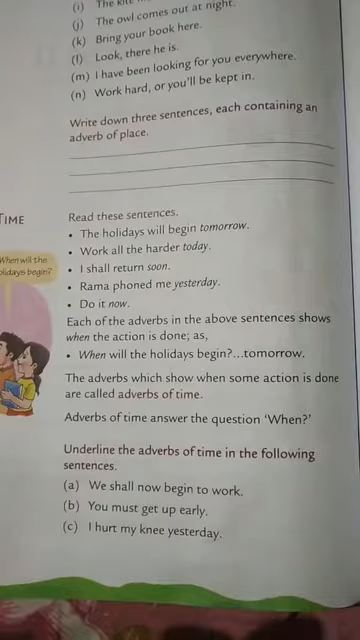 (i) The kite
(j) The owl comes out at night.
(k) Bring your book here.
(l) Look, there he is.
(m) I have been looking for you everywhere.
(n) Work hard, or you'll be kept in.
Write down three sentences, each containing an
adverb of place.
TIME
When will the
holidays begin?
Read these sentences.
• The holidays will begin tomorrow.
• Work all the harder today.
• I shall return soon.
• Rama phoned me yesterday.
• Do it now.
Each of the adverbs in the above sentences shows
when the action is done; as,
• When will the holidays begin?...tomorrow.
The adverbs which show when some action is done
are called adverbs of time.
Adverbs of time answer the question 'When?'
Underline the adverbs of time in the following
sentences.
(a) We shall now begin to work.
(b) You must get up early.
(c) I hurt my knee yesterday.